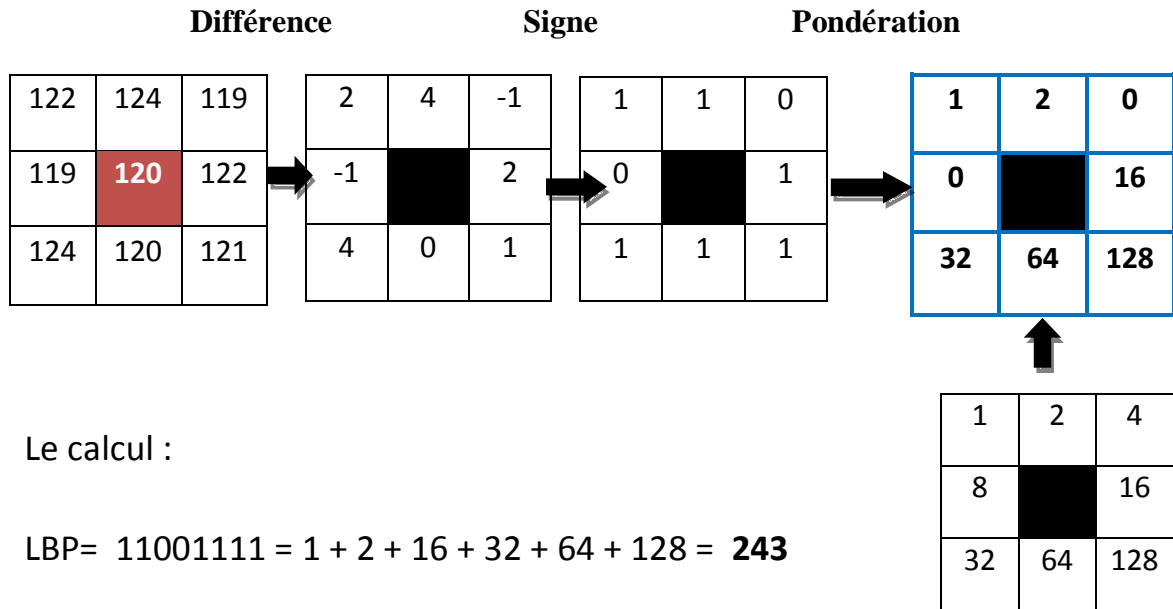 Différence Signe Pondération
122 124 119 2 4 -1 1 1 0 1 2 0
119 120 122 -1 2 0 1 0 16
124 120 121 4 0 1 1 1 1 32 64 128
1 2 4
Le calcul :
8 16
LBP= 11001111 = 1 + 2 + 16 + 32 + 64 + 128 = 243
32 64 128